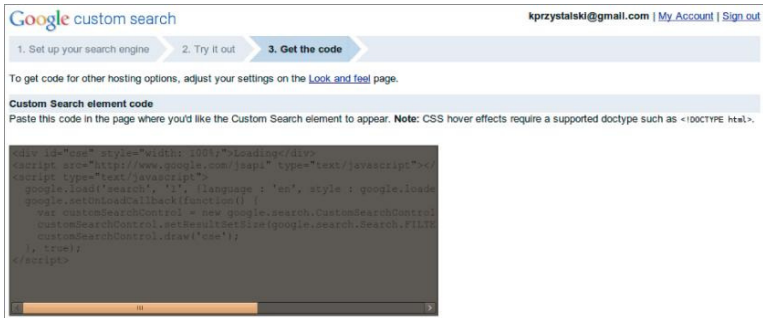 Google custom search
kprzystalski@gmail.com | My Account | Sign out
1. Set up your search engine 2. Try it out 3. Get the code
To get code for other hosting options, adjust your settings on the Look and feel page.
Custom Search element code
Paste this code in the page where you'd like the Custom Search element to appear. Note: CSS hover effects require a supported doctype such as <!DOCTYPE html>.
<div id="cse" style="width: 100%;">Loading</div>
<script src="http://www.google.com/jsapi" type="text/javascript"></
<script type="text/javascript">
google.load('search', '1', {language : 'en', style : google.loade
google.setOnLoadCallback(function() {
var customSearchControl = new google.search.CustomSearchControl
customSearchControl.setResultSetSize(google.search.Search.FILTE
customSearchControl.draw('cse');
}, true);
</script>